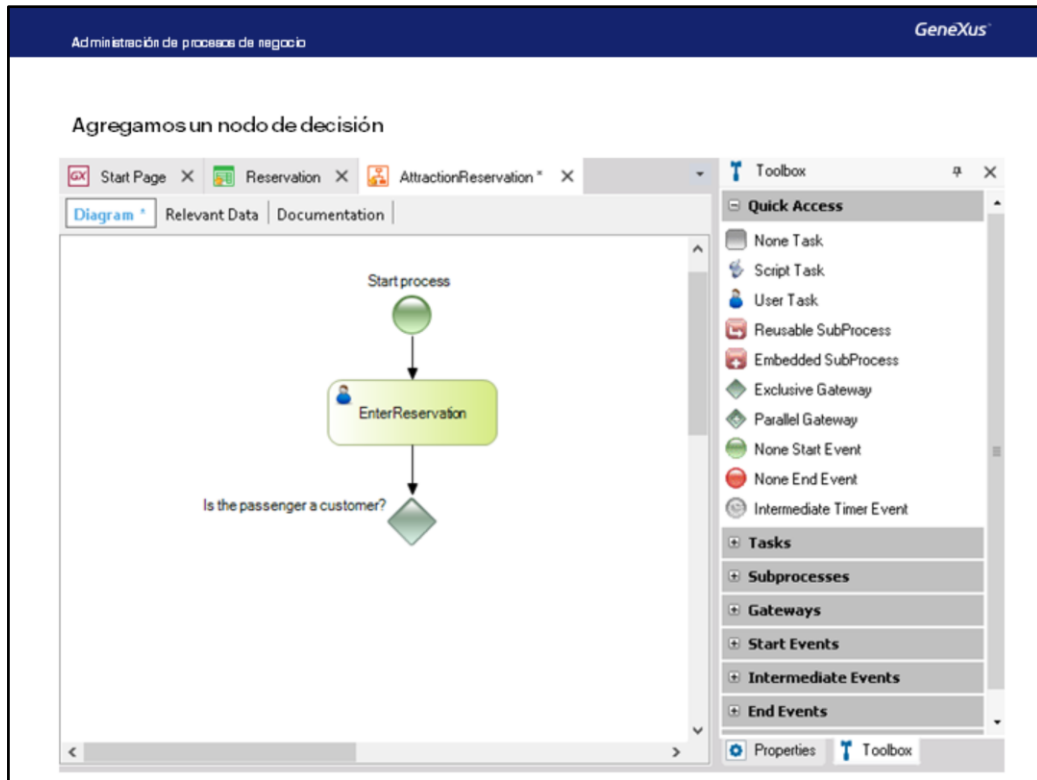 Administración de procesos de negocio
GeneXus
Agregamos un nodo de decisión
GX Start Page Reservation AttractionReservation *
Diagram * Relevant Data Documentation
Start process
EnterReservation
Is the passenger a customer?
Toolbox
Quick Access
None Task
Script Task
User Task
Reusable SubProcess
Embedded SubProcess
Exclusive Gateway
Parallel Gateway
None Start Event
None End Event
Intermediate Timer Event
Tasks
Subprocesses
Gateways
Start Events
Intermediate Events
End Events
Properties Toolbox